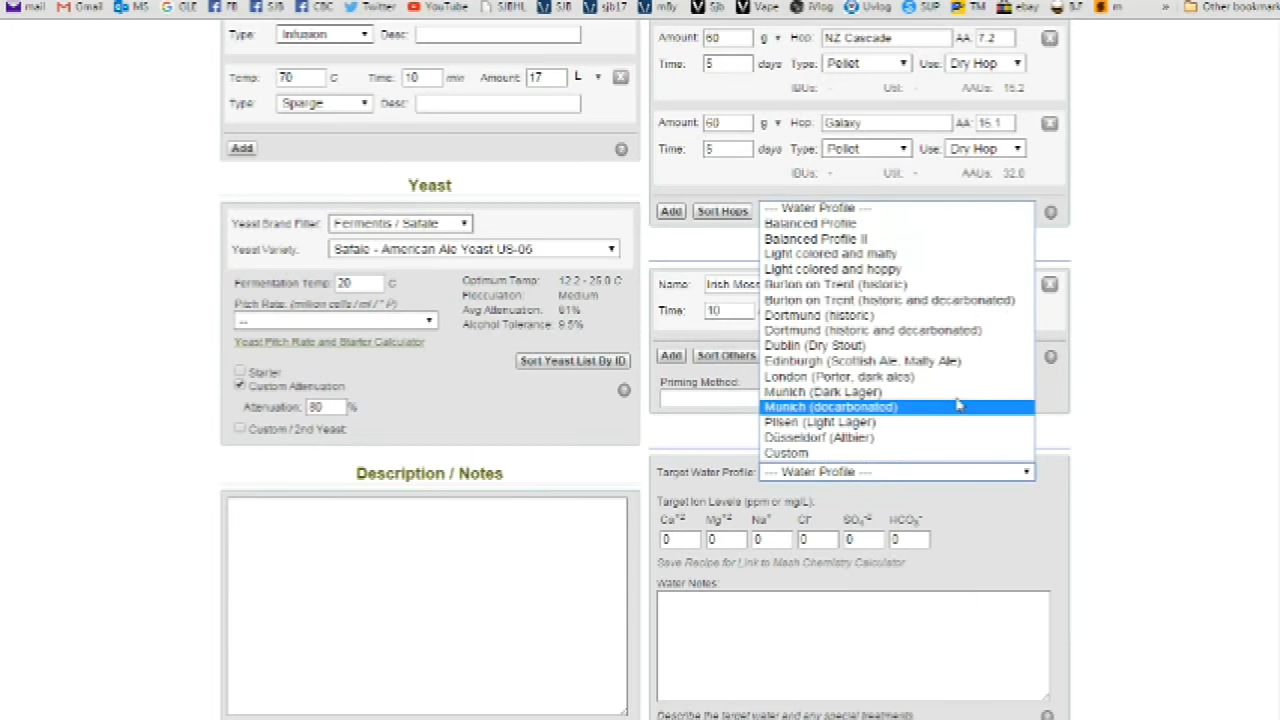 mail Gmail MS GLE FB SJB CBC Twitter YouTube SJBHL SJB sjb17 m8y Sjb Vape iVlog Uvlog SUP TM ebay BJ m » Other bookmark
Type: Infusion Desc:
Temp: 70 C Time: 10 min Amount: 17 L
Type: Sparge Desc:
Add
Yeast
Yeast Brand Filter: Fermentis / Safale
Yeast Variety: Safale - American Ale Yeast US-05
Fermentation Temp: 20 C
Pitch Rate: (million cells / ml / ° P)
--
Yeast Pitch Rate and Starter Calculator
Optimum Temp: 12.2 - 25.0 C
Flocculation: Medium
Avg Attenuation: 81%
Alcohol Tolerance: 9.5%
Sort Yeast List By ID
Starter
Custom Attenuation
Attenuation: 80 %
Custom / 2nd Yeast:
Description / Notes
Amount: 60 g Hop: NZ Cascade AA: 7.2
Time: 5 days Type: Pellet Use: Dry Hop
IBUs: - Util: - AAUs: 15.2
Amount: 60 g Hop: Galaxy AA: 15.1
Time: 5 days Type: Pellet Use: Dry Hop
IBUs: - Util: - AAUs: 32.0
Add Sort Hops
Name: Irish Moss
Time: 10
Add Sort Others
Priming Method:
--- Water Profile ---
Balanced Profile
Balanced Profile II
Light colored and malty
Light colored and hoppy
Burton on Trent (historic)
Burton on Trent (historic and decarbonated)
Dortmund (historic)
Dortmund (historic and decarbonated)
Dublin (Dry Stout)
Edinburgh (Scottish Ale, Malty Ale)
London (Porter, dark ales)
Munich (Dark Lager)
Munich (decarbonated)
Pilsen (Light Lager)
Düsseldorf (Altbier)
Custom
Target Water Profile: --- Water Profile ---
Target Ion Levels (ppm or mg/L):
Ca+2 Mg+2 Na+ Cl- SO4-2 HCO3-
0 0 0 0 0 0
Save Recipe for Link to Mash Chemistry Calculator
Water Notes:
Describe the target water and any special treatments